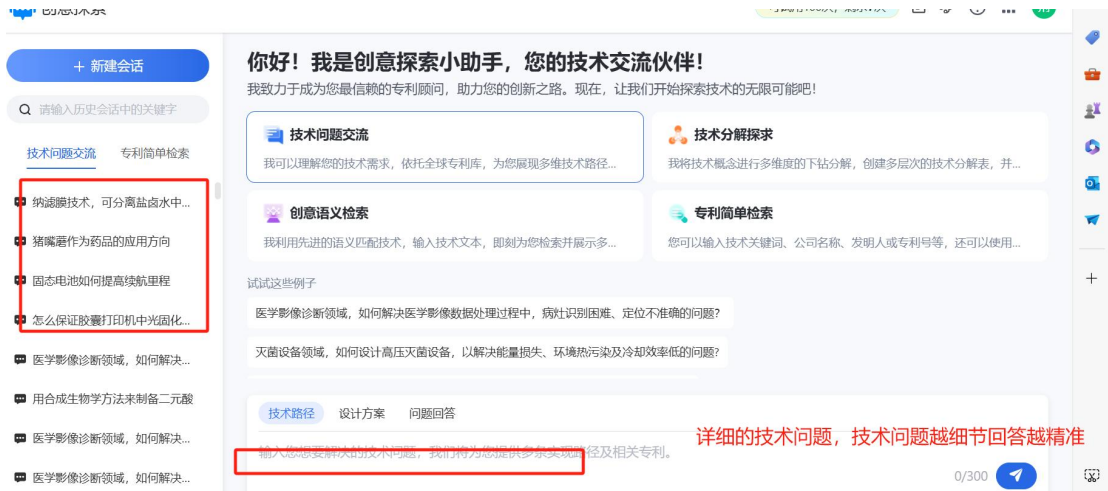 创意探索
+ 新建会话
请输入历史会话中的关键字
技术问题交流 专利简单检索
纳滤膜技术，可分离盐卤水中...
猪嘴蘑作为药品的应用方向
固态电池如何提高续航里程
怎么保证胶囊打印机中光固化...
医学影像诊断领域，如何解决...
用合成生物学方法来制备二元酸
医学影像诊断领域，如何解决...
医学影像诊断领域，如何解决...
你好！我是创意探索小助手，您的技术交流伙伴！
我致力于成为您最信赖的专利顾问，助力您的创新之路。现在，让我们开始探索技术的无限可能吧！
技术问题交流
我可以理解您的技术需求，依托全球专利库，为您展现多维技术路径...
技术分解探求
我将技术概念进行多维度的下钻分解，创建多层次的技术分解表，并...
创意语义检索
我利用先进的语义匹配技术，输入技术文本，即刻为您检索并展示多...
专利简单检索
您可以输入技术关键词、公司名称、发明人或专利号等，还可以使用...
试试这些例子
医学影像诊断领域，如何解决医学影像数据处理过程中，病灶识别困难、定位不准确的问题？
灭菌设备领域，如何设计高压灭菌设备，以解决能量损失、环境热污染及冷却效率低的问题？
技术路径 设计方案 问题回答
输入您想要解决的技术问题，我们将为您提供多条实现路径及相关专利。
详细的技术问题，技术问题越细节回答越精准
0/300